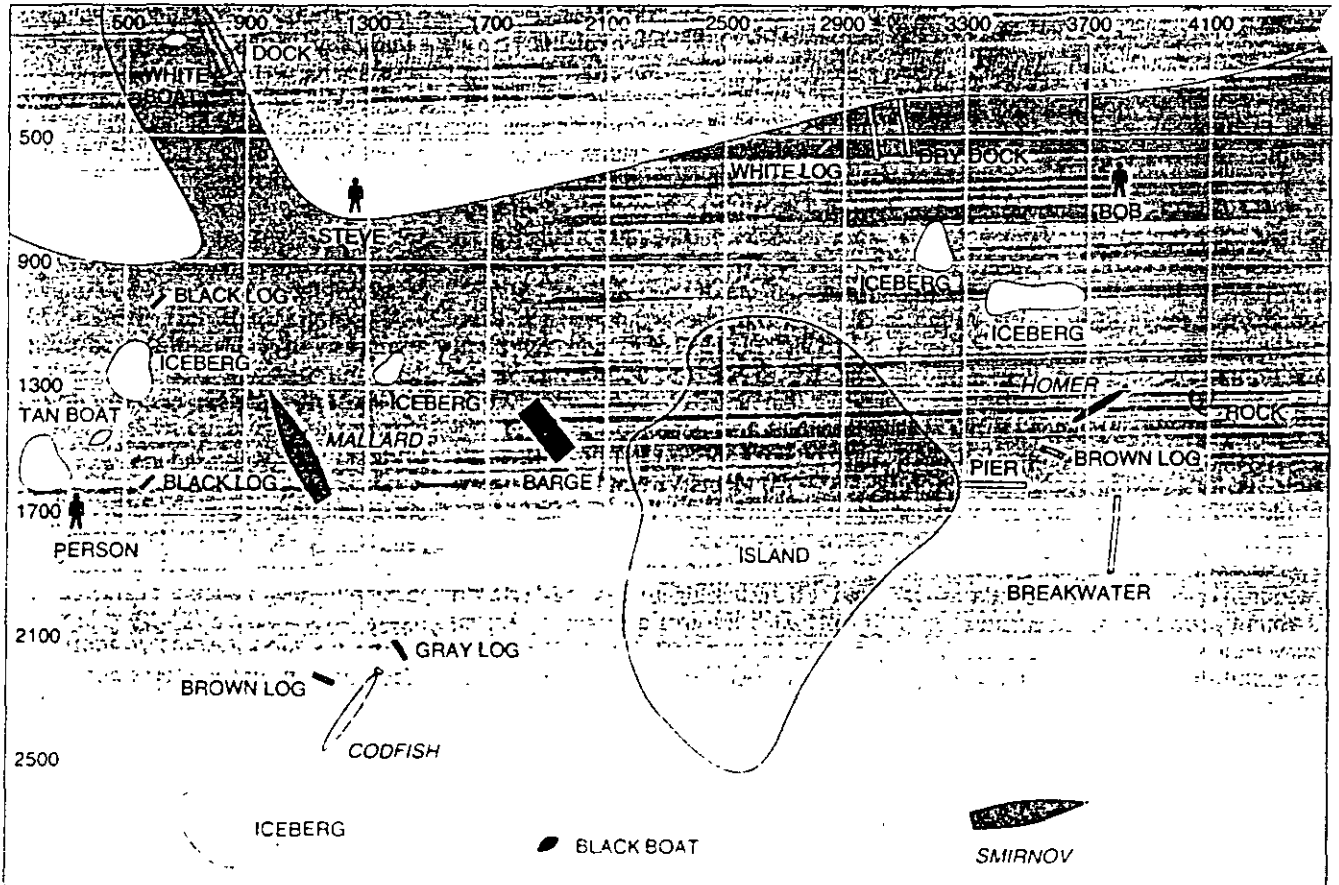 500 900 1300 1700 2100 2500 2900 3300 3700 4100
DOCK
WHITE
BOAT
500
DRY DOCK
WHITE LOG
BOB
STEVE
900
ICEBERG
BLACK LOG
ICEBERG
ICEBERG
1300
HOMER
ICEBERG
TAN BOAT
ROCK
MALLARD
BROWN LOG
PIER
BLACK LOG
BARGE
1700
PERSON
ISLAND
BREAKWATER
2100
GRAY LOG
BROWN LOG
CODFISH
2500
ICEBERG
BLACK BOAT
SMIRNOV